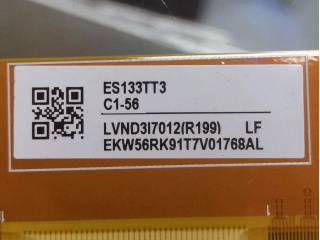 ES133TT3
C1-56
LVND3I7012(R199) LF
EKW56RK91T7V01768AL